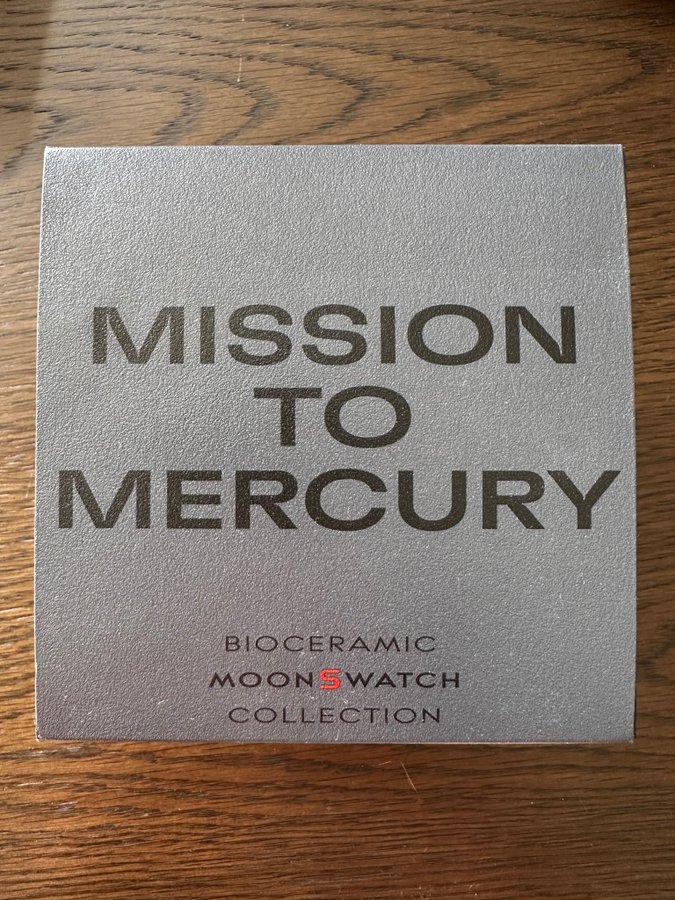 MISSION
TO
MERCURY
BIOCERAMIC
MOONSWATCH
COLLECTION